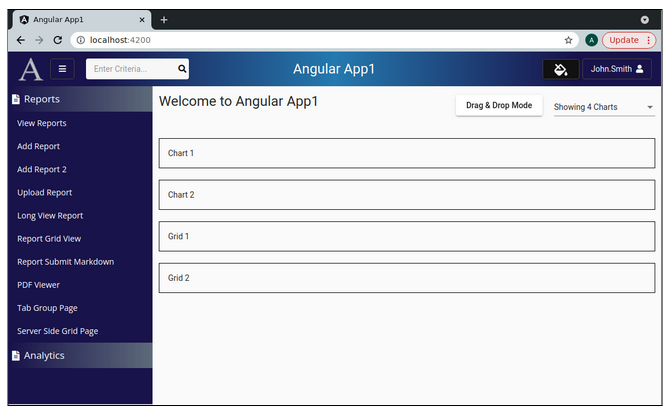 Angular App1
localhost:4200
A
Update
A
Enter Criteria...
Angular App1
John.Smith
Reports
Welcome to Angular App1
Drag & Drop Mode
Showing 4 Charts
View Reports
Add Report
Add Report 2
Upload Report
Long View Report
Report Grid View
Report Submit Markdown
PDF Viewer
Tab Group Page
Server Side Grid Page
Analytics
Chart 1
Chart 2
Grid 1
Grid 2